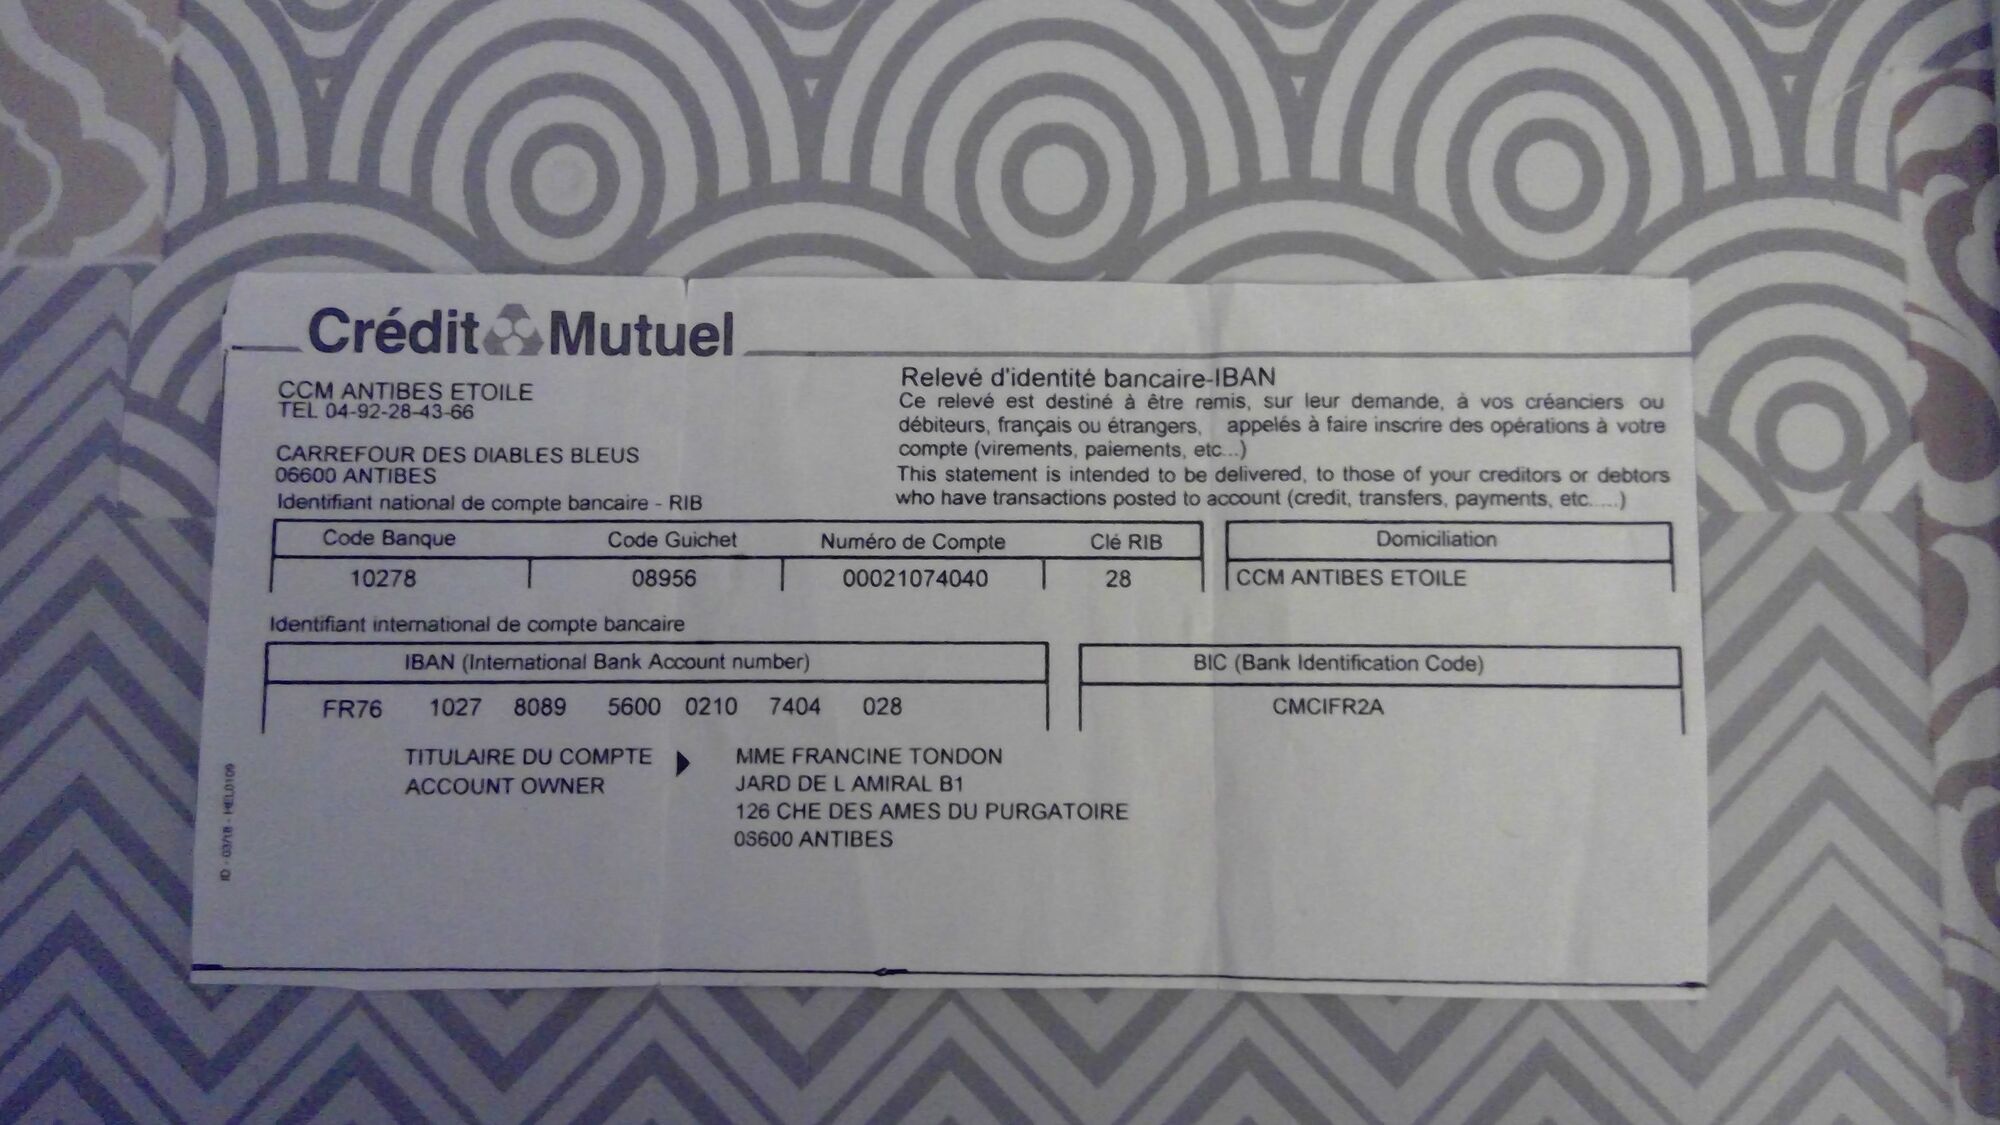 Crédit Mutuel
CCM ANTIBES ETOILE
TEL 04-92-28-43-66
CARREFOUR DES DIABLES BLEUS
06600 ANTIBES
Relevé d'identité bancaire-IBAN
Ce relevé est destiné à être remis, sur leur demande, à vos créanciers ou
débiteurs, français ou étrangers, appelés à faire inscrire des opérations à votre
compte (virements, paiements, etc...)
This statement is intended to be delivered, to those of your creditors or debtors
who have transactions posted to account (credit, transfers, payments, etc.....)
Identifiant national de compte bancaire - RIB
Code Banque Code Guichet Numéro de Compte Clé RIB Domiciliation
10278 08956 00021074040 28 CCM ANTIBES ETOILE
Identifiant international de compte bancaire
IBAN (International Bank Account number) BIC (Bank Identification Code)
FR76 1027 8089 5600 0210 7404 028 CMCIFR2A
TITULAIRE DU COMPTE
ACCOUNT OWNER
MME FRANCINE TONDON
JARD DE L AMIRAL B1
126 CHE DES AMES DU PURGATOIRE
06600 ANTIBES
ID - 03/18 - HEL0109